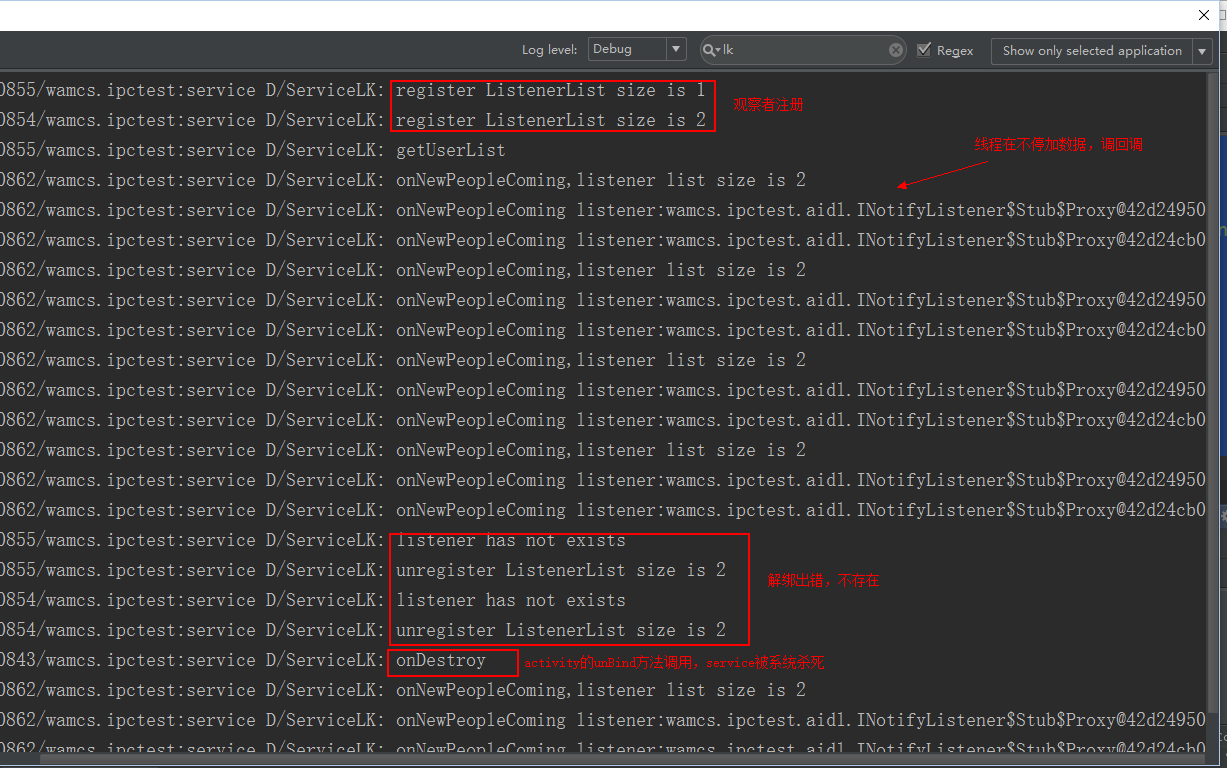 Log level: Debug lk Regex Show only selected application
0855/wamcs.ipctest:service D/ServiceLK: register ListenerList size is 1
观察者注册
0854/wamcs.ipctest:service D/ServiceLK: register ListenerList size is 2
线程在不停加数据，调回调
0855/wamcs.ipctest:service D/ServiceLK: getUserList
0862/wamcs.ipctest:service D/ServiceLK: onNewPeopleComing,listener list size is 2
0862/wamcs.ipctest:service D/ServiceLK: onNewPeopleComing listener:wamcs.ipctest.aidl.INotifyListener$Stub$Proxy@42d24950
0862/wamcs.ipctest:service D/ServiceLK: onNewPeopleComing listener:wamcs.ipctest.aidl.INotifyListener$Stub$Proxy@42d24cb0
0862/wamcs.ipctest:service D/ServiceLK: onNewPeopleComing,listener list size is 2
0862/wamcs.ipctest:service D/ServiceLK: onNewPeopleComing listener:wamcs.ipctest.aidl.INotifyListener$Stub$Proxy@42d24950
0862/wamcs.ipctest:service D/ServiceLK: onNewPeopleComing listener:wamcs.ipctest.aidl.INotifyListener$Stub$Proxy@42d24cb0
0862/wamcs.ipctest:service D/ServiceLK: onNewPeopleComing,listener list size is 2
0862/wamcs.ipctest:service D/ServiceLK: onNewPeopleComing listener:wamcs.ipctest.aidl.INotifyListener$Stub$Proxy@42d24950
0862/wamcs.ipctest:service D/ServiceLK: onNewPeopleComing listener:wamcs.ipctest.aidl.INotifyListener$Stub$Proxy@42d24cb0
0862/wamcs.ipctest:service D/ServiceLK: onNewPeopleComing,listener list size is 2
0862/wamcs.ipctest:service D/ServiceLK: onNewPeopleComing listener:wamcs.ipctest.aidl.INotifyListener$Stub$Proxy@42d24950
0862/wamcs.ipctest:service D/ServiceLK: onNewPeopleComing listener:wamcs.ipctest.aidl.INotifyListener$Stub$Proxy@42d24cb0
0855/wamcs.ipctest:service D/ServiceLK: listener has not exists
0855/wamcs.ipctest:service D/ServiceLK: unregister ListenerList size is 2
解绑出错，不存在
0854/wamcs.ipctest:service D/ServiceLK: listener has not exists
0854/wamcs.ipctest:service D/ServiceLK: unregister ListenerList size is 2
0843/wamcs.ipctest:service D/ServiceLK: onDestroy
activity的unBind方法调用，service被系统杀死
0862/wamcs.ipctest:service D/ServiceLK: onNewPeopleComing,listener list size is 2
0862/wamcs.ipctest:service D/ServiceLK: onNewPeopleComing listener:wamcs.ipctest.aidl.INotifyListener$Stub$Proxy@42d24950
0862/wamcs.ipctest:service D/ServiceLK: onNewPeopleComing listener:wamcs.ipctest.aidl.INotifyListener$Stub$Proxy@42d24cb0